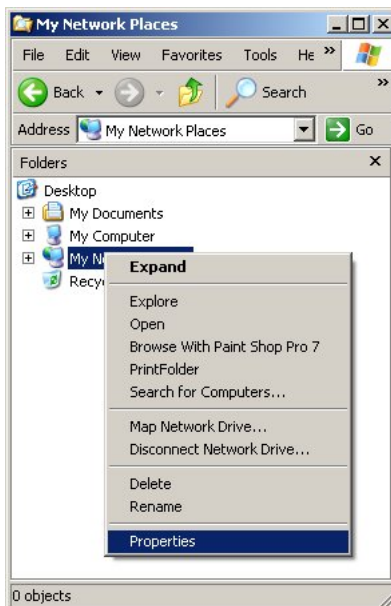 My Network Places
File Edit View Favorites Tools He »
Back Search »
Address My Network Places Go
Folders x
Desktop
My Documents
My Computer
My N
Recy
Expand
Explore
Open
Browse With Paint Shop Pro 7
PrintFolder
Search for Computers...
Map Network Drive...
Disconnect Network Drive...
Delete
Rename
Properties
0 objects